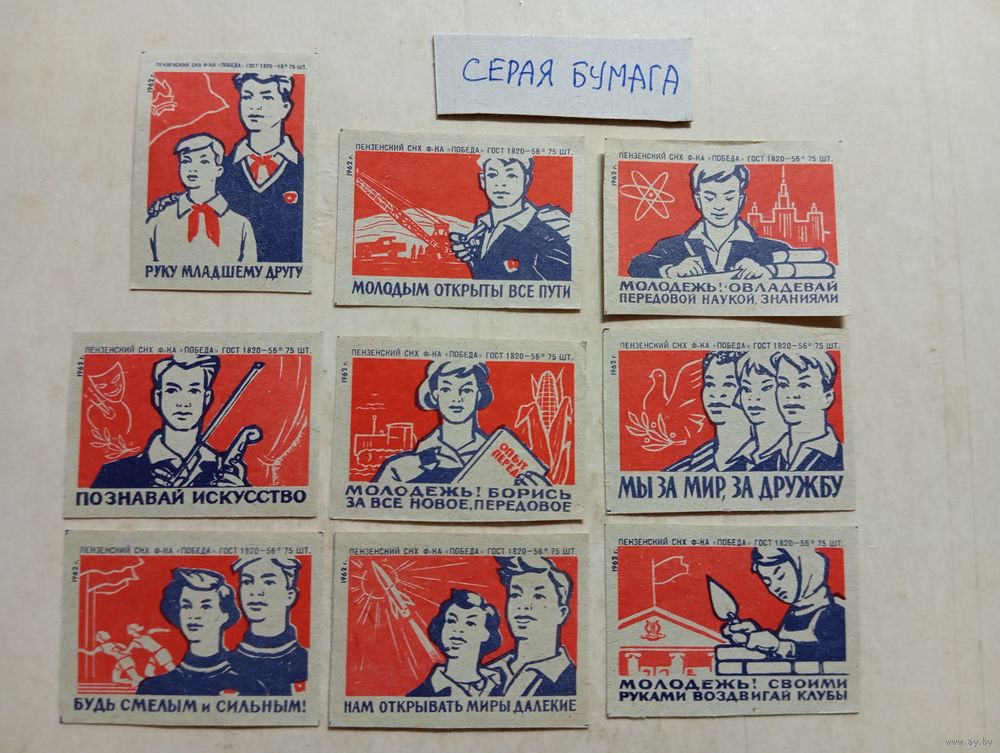 СЕРАЯ БУМАГА
ПЕНЗЕНСКИЙ СНХ Ф-КА «ПОБЕДА» ГОСТ 1820-56* 75 ШТ.
1962 г.
РУКУ МЛАДШЕМУ ДРУГУ
ПЕНЗЕНСКИЙ СНХ Ф-КА «ПОБЕДА» ГОСТ 1820-56* 75 ШТ.
1962 г.
МОЛОДЫМ ОТКРЫТЫ ВСЕ ПУТИ
ПЕНЗЕНСКИЙ СНХ Ф-КА «ПОБЕДА» ГОСТ 1820-56* 75 ШТ.
1962 г.
МОЛОДЕЖЬ! ОВЛАДЕВАЙ
ПЕРЕДОВОЙ НАУКОЙ, ЗНАНИЯМИ
ПЕНЗЕНСКИЙ СНХ Ф-КА «ПОБЕДА» ГОСТ 1820-56* 75 ШТ.
1962 г.
ПОЗНАВАЙ ИСКУССТВО
ПЕНЗЕНСКИЙ СНХ Ф-КА «ПОБЕДА» ГОСТ 1820-56* 75 ШТ.
1962 г.
ОПЫТ
ПЕРЕДО
МОЛОДЕЖЬ! БОРИСЬ
ЗА ВСЕ НОВОЕ, ПЕРЕДОВОЕ
ПЕНЗЕНСКИЙ СНХ Ф-КА «ПОБЕДА» ГОСТ 1820-56* 75 ШТ.
1962 г.
МЫ ЗА МИР, ЗА ДРУЖБУ
ПЕНЗЕНСКИЙ СНХ Ф-КА «ПОБЕДА» ГОСТ 1820-56* 75 ШТ.
1962 г.
БУДЬ СМЕЛЫМ и СИЛЬНЫМ!
ПЕНЗЕНСКИЙ СНХ Ф-КА «ПОБЕДА» ГОСТ 1820-56* 75 ШТ.
1962 г.
НАМ ОТКРЫВАТЬ МИРЫ ДАЛЕКИЕ
ПЕНЗЕНСКИЙ СНХ Ф-КА «ПОБЕДА» ГОСТ 1820-56* 75 ШТ.
1962 г.
МОЛОДЕЖЬ! СВОИМИ
РУКАМИ ВОЗДВИГАЙ КЛУБЫ
www.ay.by